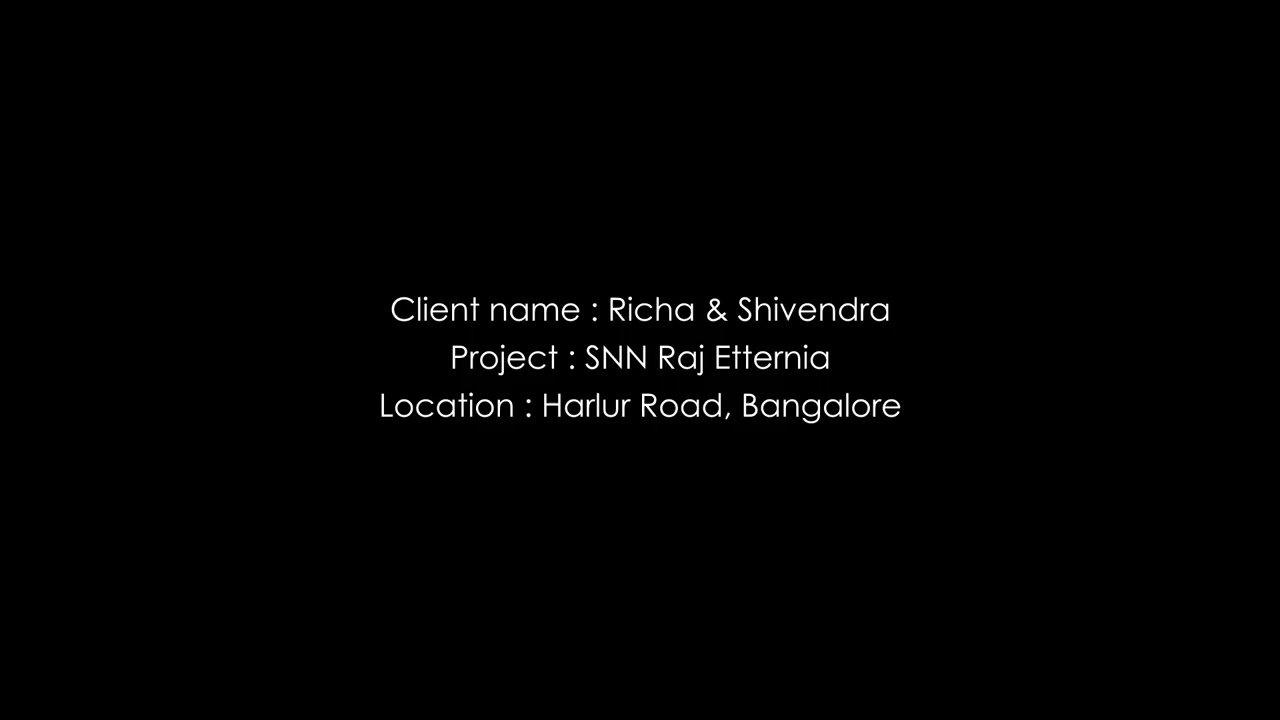 Client name : Richa & Shivendra
Project : SNN Raj Etternia
Location : Harlur Road, Bangalore